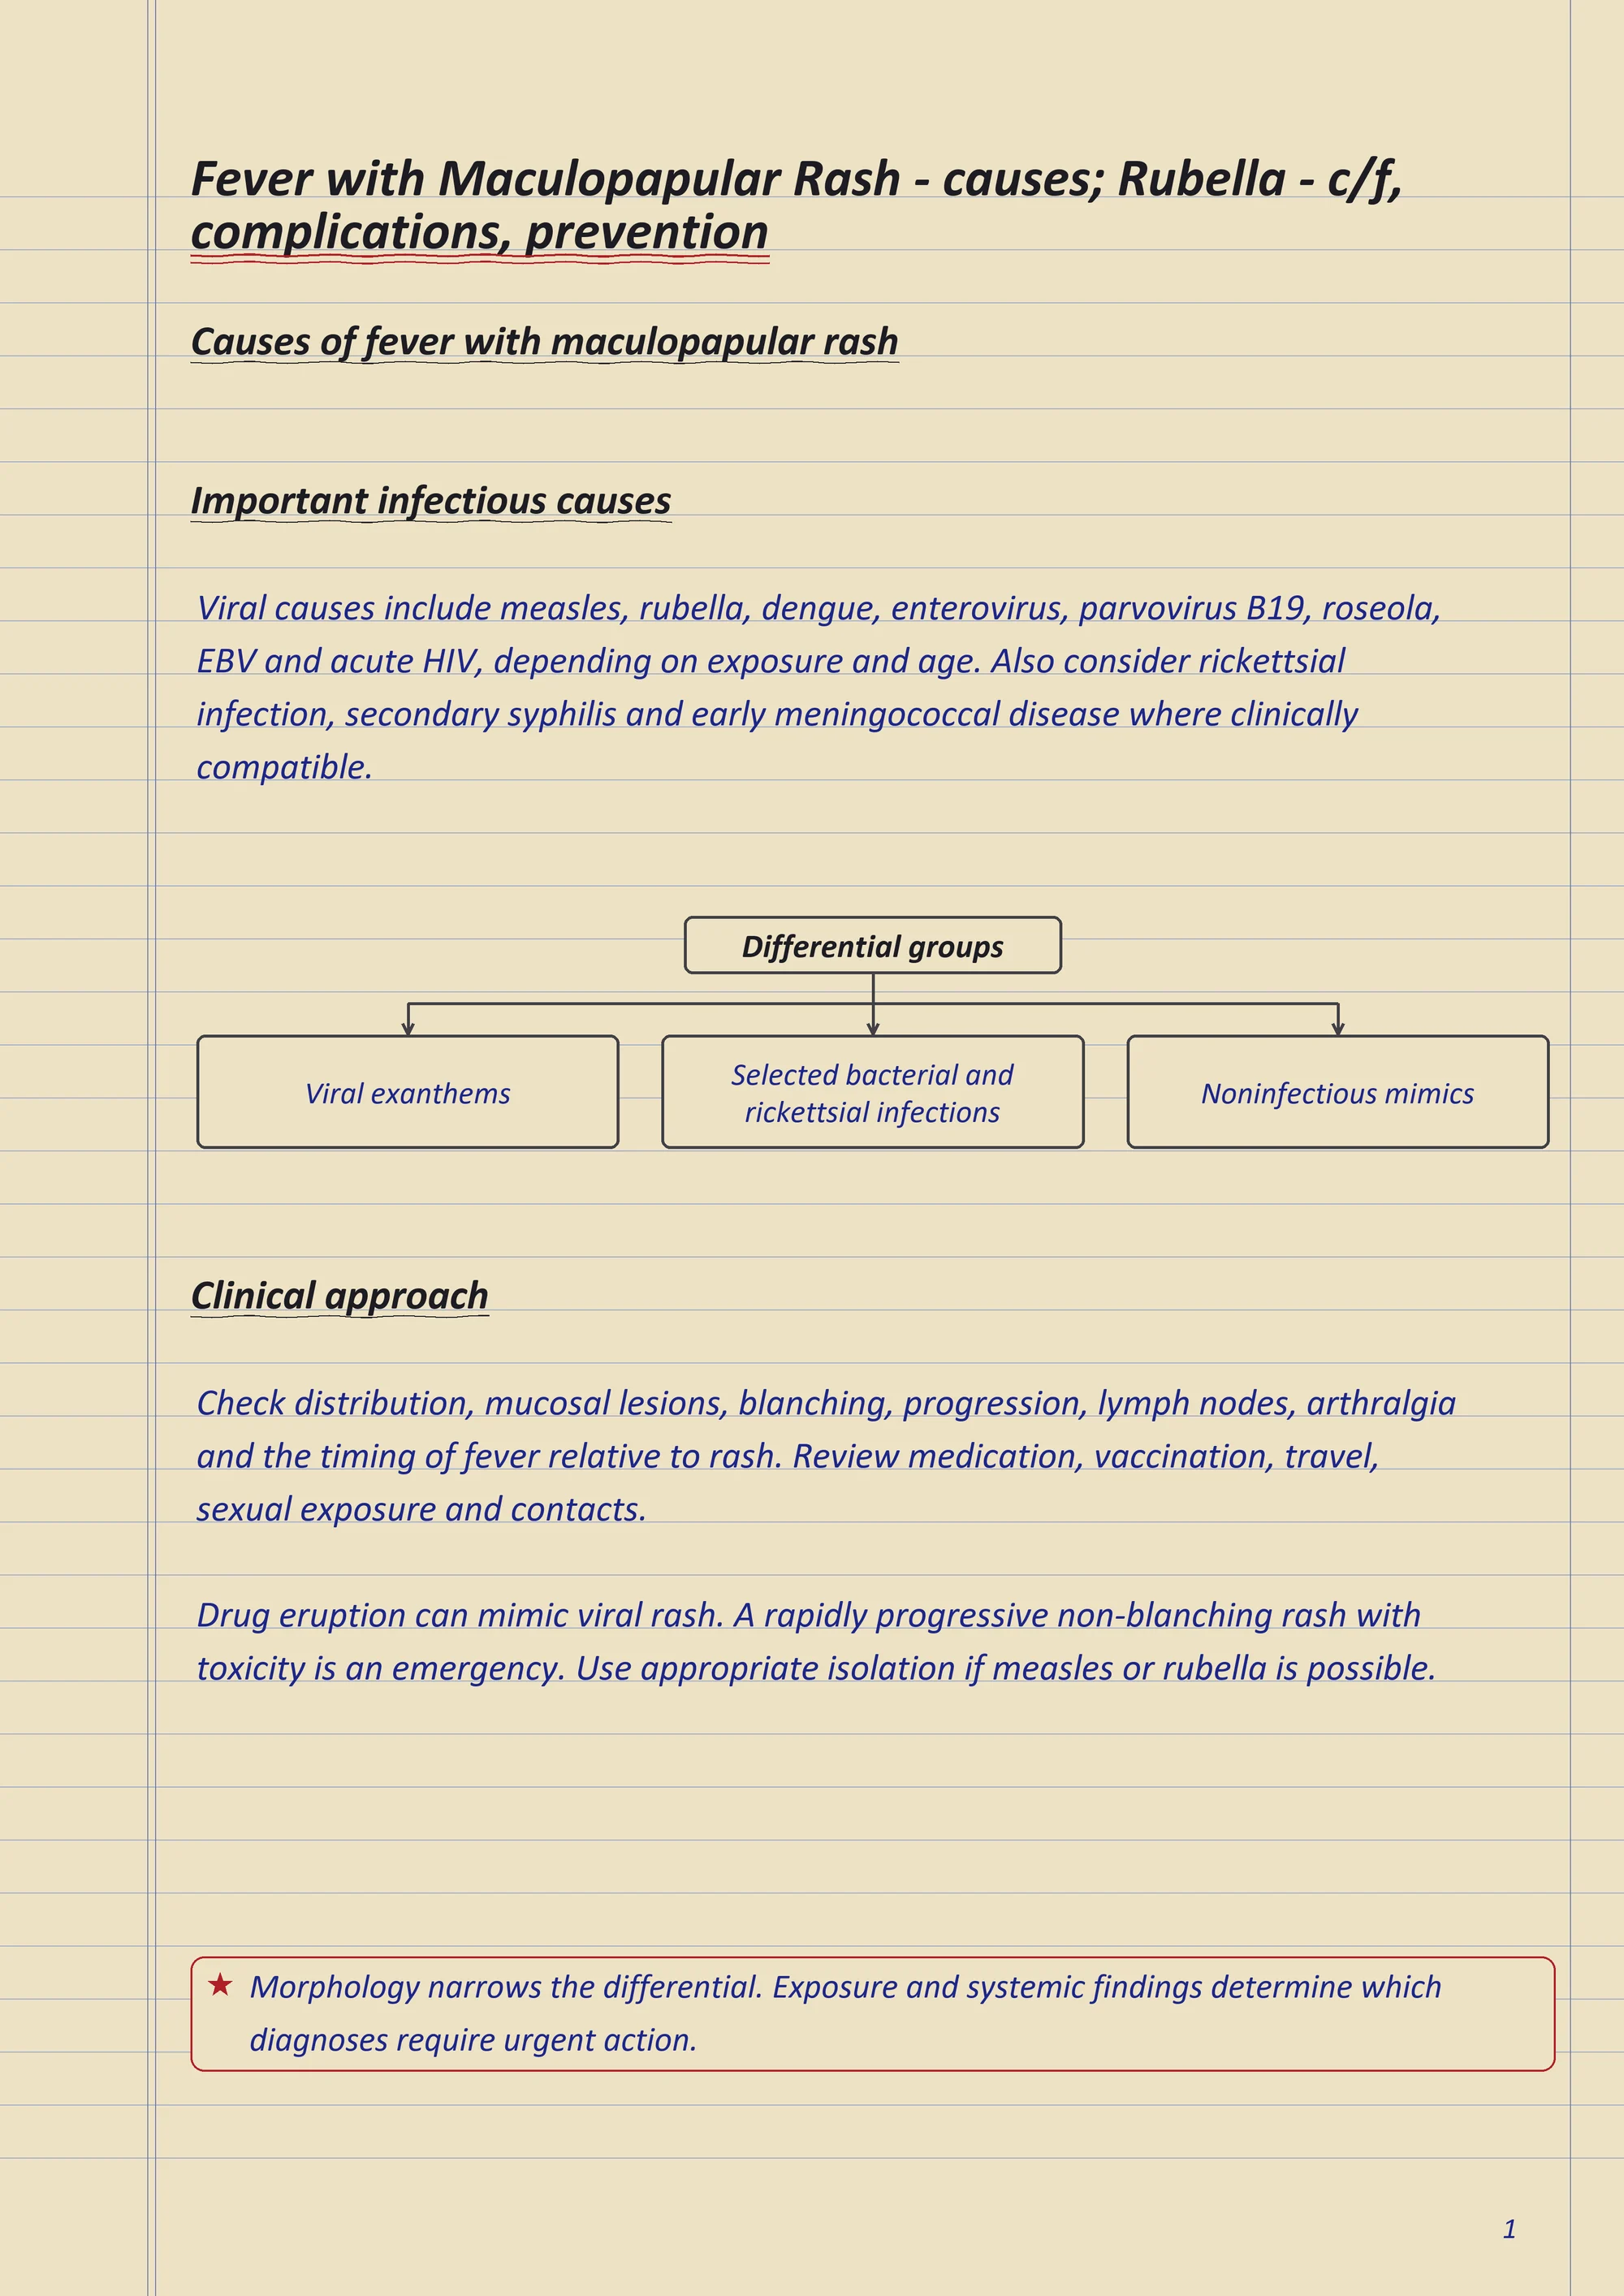 Fever with Maculopapular Rash - causes; Rubella - c/f,
complications, prevention
Causes of fever with maculopapular rash
Important infectious causes
Viral causes include measles, rubella, dengue, enterovirus, parvovirus B19, roseola,
EBV and acute HIV, depending on exposure and age. Also consider rickettsial
infection, secondary syphilis and early meningococcal disease where clinically
compatible.
Differential groups
Viral exanthems
Selected bacterial and
rickettsial infections
Noninfectious mimics
Clinical approach
Check distribution, mucosal lesions, blanching, progression, lymph nodes, arthralgia
and the timing of fever relative to rash. Review medication, vaccination, travel,
sexual exposure and contacts.
Drug eruption can mimic viral rash. A rapidly progressive non-blanching rash with
toxicity is an emergency. Use appropriate isolation if measles or rubella is possible.
★ Morphology narrows the differential. Exposure and systemic findings determine which
diagnoses require urgent action.
1